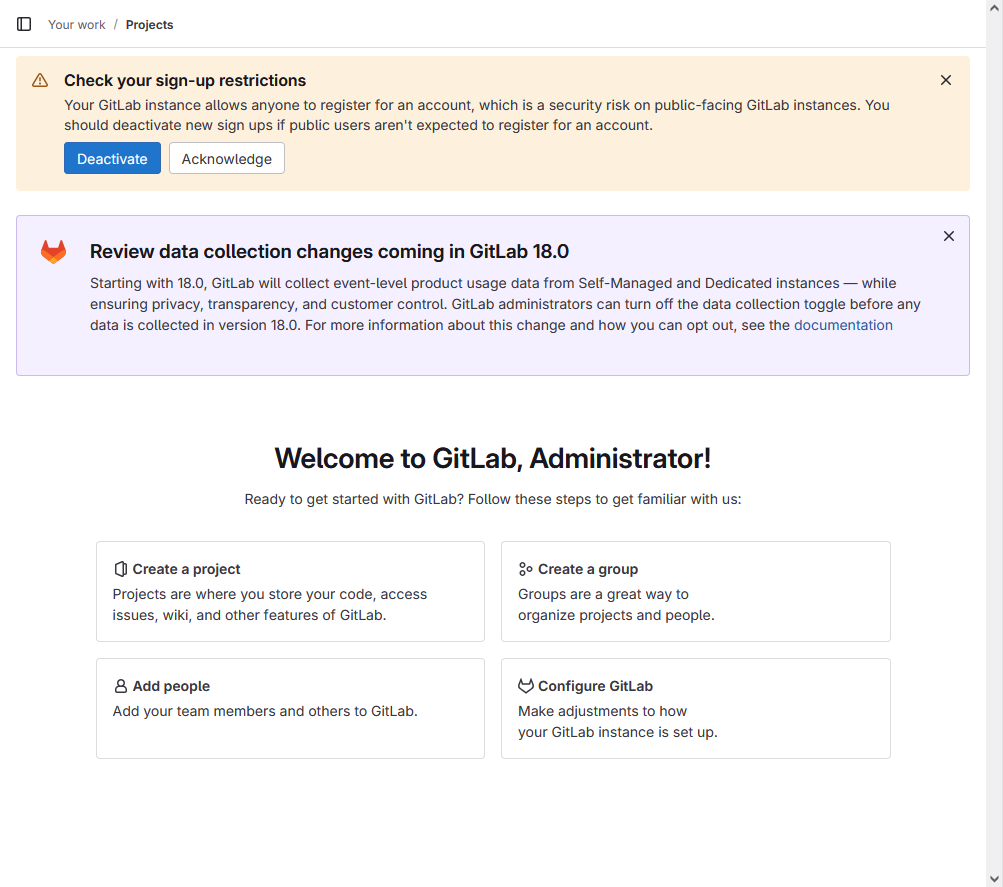 Your work / Projects
Check your sign-up restrictions
Your GitLab instance allows anyone to register for an account, which is a security risk on public-facing GitLab instances. You
should deactivate new sign ups if public users aren't expected to register for an account.
Deactivate Acknowledge
Review data collection changes coming in GitLab 18.0
Starting with 18.0, GitLab will collect event-level product usage data from Self-Managed and Dedicated instances — while
ensuring privacy, transparency, and customer control. GitLab administrators can turn off the data collection toggle before any
data is collected in version 18.0. For more information about this change and how you can opt out, see the documentation
Welcome to GitLab, Administrator!
Ready to get started with GitLab? Follow these steps to get familiar with us:
Create a project
Projects are where you store your code, access
issues, wiki, and other features of GitLab.
Create a group
Groups are a great way to
organize projects and people.
Add people
Add your team members and others to GitLab.
Configure GitLab
Make adjustments to how
your GitLab instance is set up.